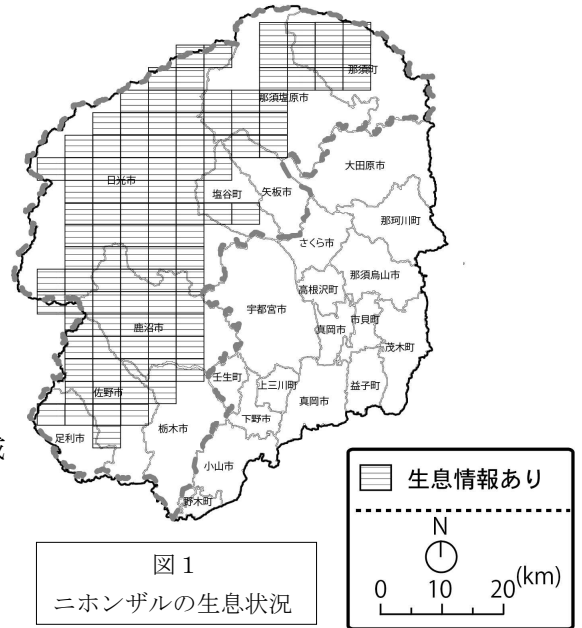 那須町
那須塩原市
大田原市
日光市
塩谷町
矢板市
那珂川町
さくら市
那須烏山市
高根沢町
宇都宮市
市貝町
真岡市
鹿沼市
茂木町
壬生町
上三川町
益子町
佐野市
真岡市
下野市
栃木市
足利市
小山市
野木町
成
生息情報あり
N
0 10 20(km)
図1
ニホンザルの生息状況